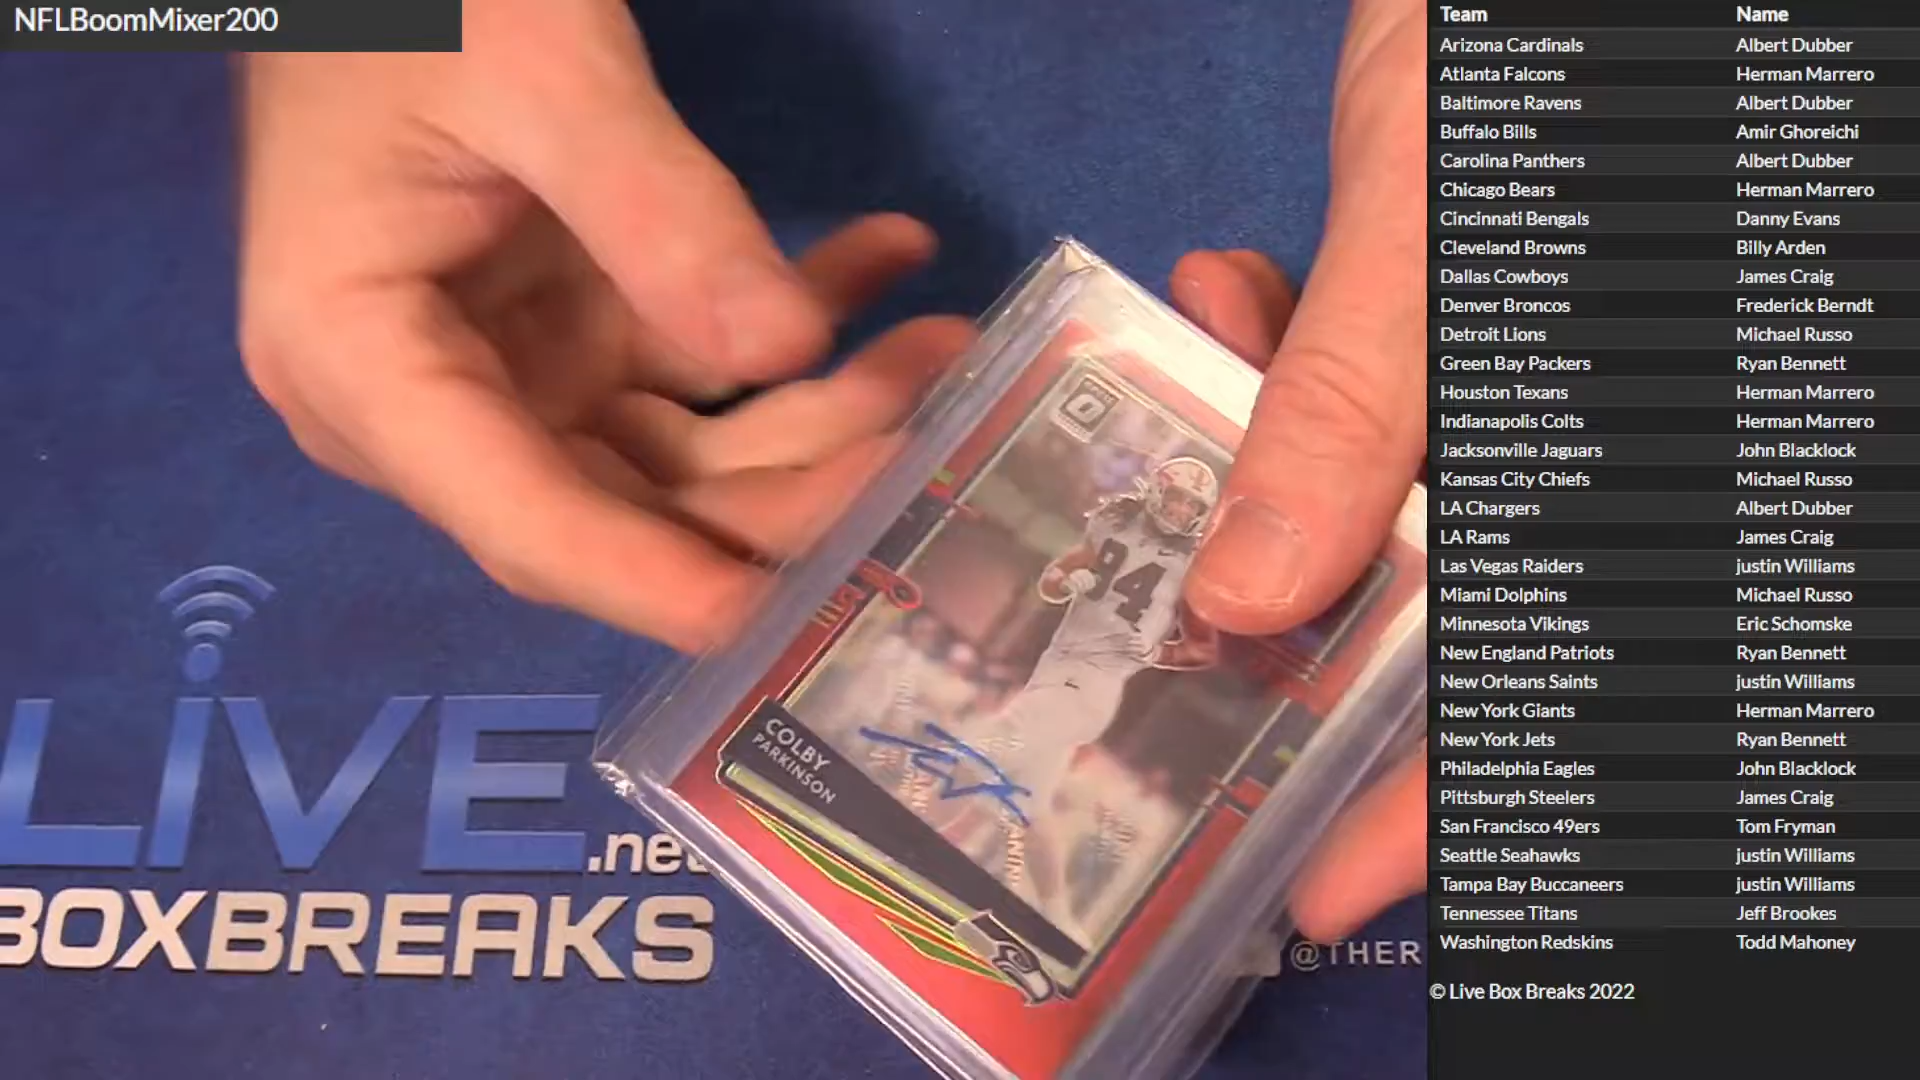 NFLBoomMixer200
LIVE
.net
BOXBREAKS
@THER
94
COLBY
PARKINSON
Team Name
Arizona Cardinals Albert Dubber
Atlanta Falcons Herman Marrero
Baltimore Ravens Albert Dubber
Buffalo Bills Amir Ghoreichi
Carolina Panthers Albert Dubber
Chicago Bears Herman Marrero
Cincinnati Bengals Danny Evans
Cleveland Browns Billy Arden
Dallas Cowboys James Craig
Denver Broncos Frederick Berndt
Detroit Lions Michael Russo
Green Bay Packers Ryan Bennett
Houston Texans Herman Marrero
Indianapolis Colts Herman Marrero
Jacksonville Jaguars John Blacklock
Kansas City Chiefs Michael Russo
LA Chargers Albert Dubber
LA Rams James Craig
Las Vegas Raiders justin Williams
Miami Dolphins Michael Russo
Minnesota Vikings Eric Schomske
New England Patriots Ryan Bennett
New Orleans Saints justin Williams
New York Giants Herman Marrero
New York Jets Ryan Bennett
Philadelphia Eagles John Blacklock
Pittsburgh Steelers James Craig
San Francisco 49ers Tom Fryman
Seattle Seahawks justin Williams
Tampa Bay Buccaneers justin Williams
Tennessee Titans Jeff Brookes
Washington Redskins Todd Mahoney
© Live Box Breaks 2022